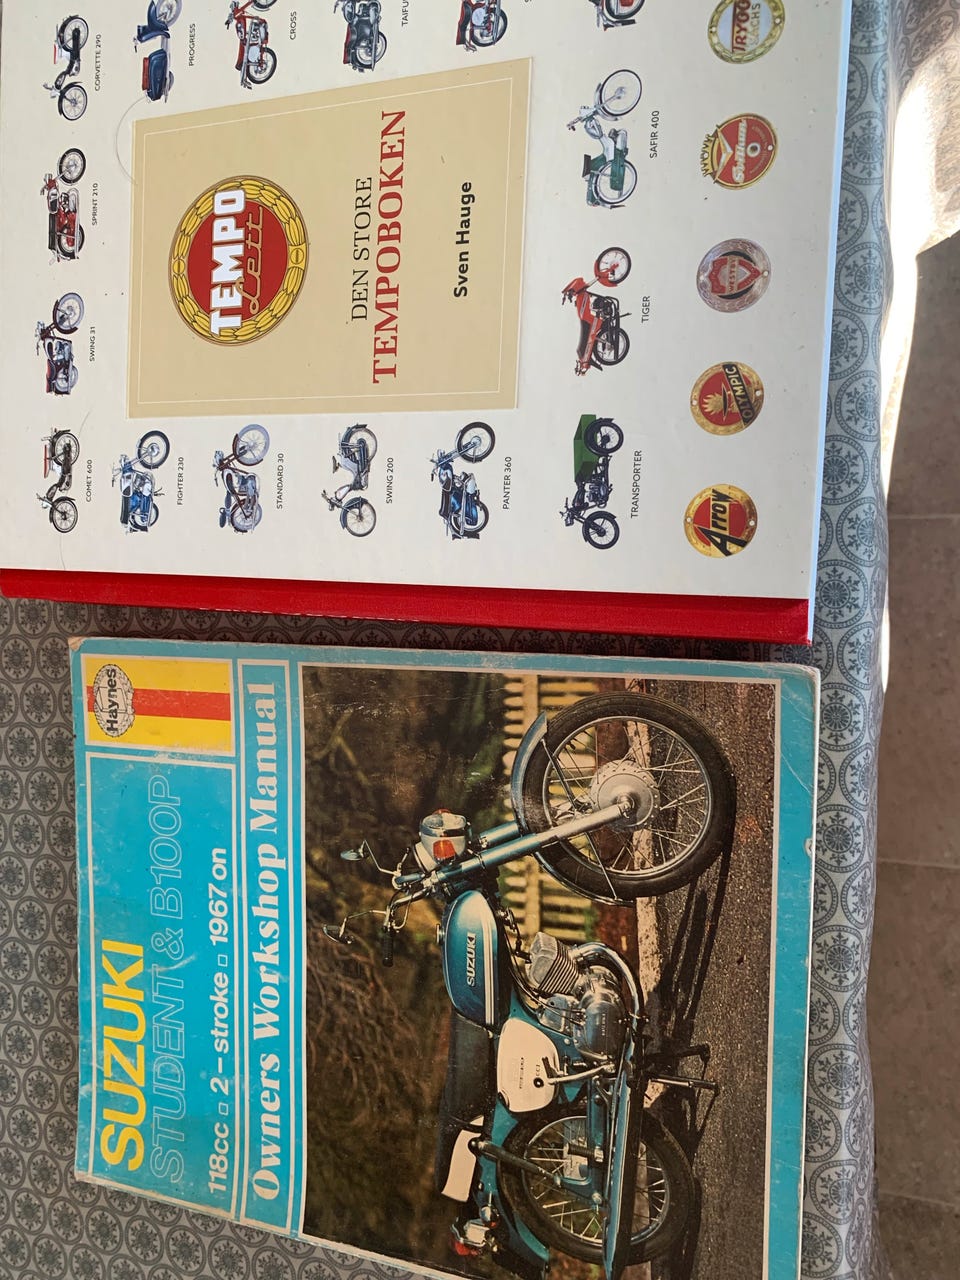 CORVETTE 290
PROGRESS
CROSS
SPRINT 210
SWING 31
COMET 600
FIGHTER 230
STANDARD 30
SWING 200
PANTER 360
TEMPO
Lett
DEN STORE
TEMPOBOKEN
Sven Hauge
SAFIR 400
TIGER
TRANSPORTER
OLYMPIC
Arrow
Haynes
SUZUKI
STUDENT & B100P
118cc □ 2-stroke □ 1967 on
Owners Workshop Manual
SUZUKI